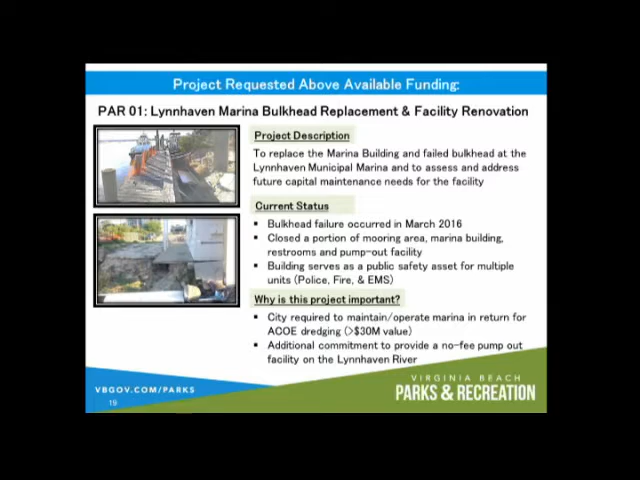 Project Requested Above Available Funding:
PAR 01: Lynnhaven Marina Bulkhead Replacement & Facility Renovation
Project Description
To replace the Marina Building and failed bulkhead at the
Lynnhaven Municipal Marina and to assess and address
future capital maintenance needs for the facility
Current Status
▪ Bulkhead failure occurred in March 2016
▪ Closed a portion of mooring area, marina building,
restrooms and pump-out facility
▪ Building serves as a public safety asset for multiple
units (Police, Fire, & EMS)
Why is this project important?
▪ City required to maintain/operate marina in return for
ACOE dredging (>$30M value)
▪ Additional commitment to provide a no-fee pump out
facility on the Lynnhaven River
VBGOV.COM/PARKS
19
VIRGINIA BEACH
PARKS & RECREATION